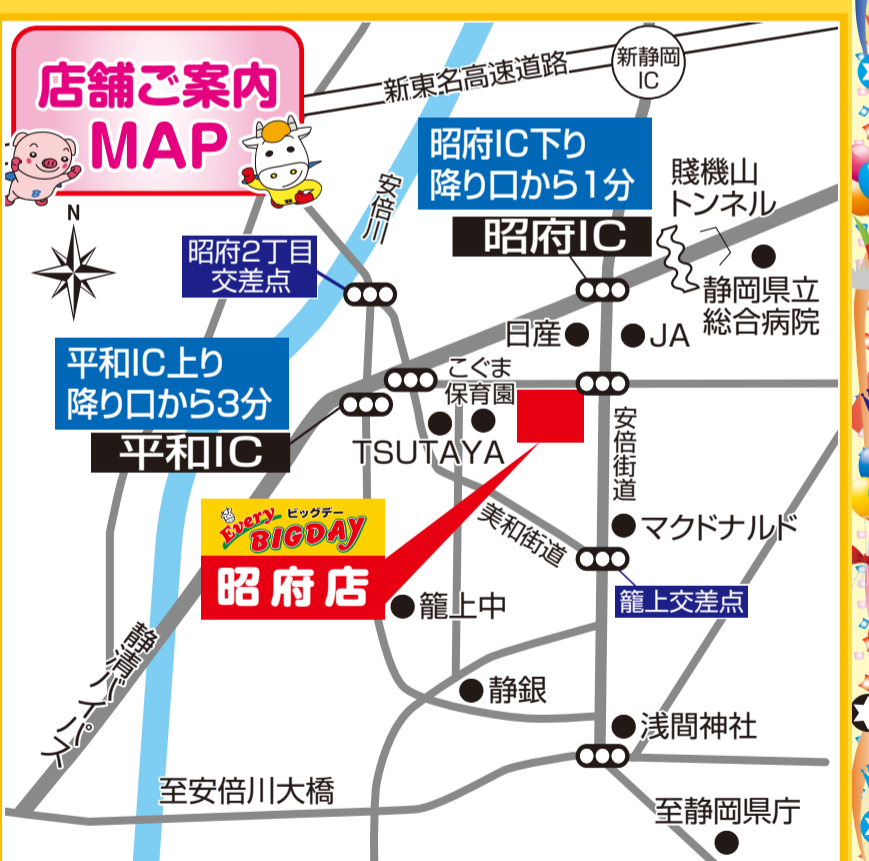 店舗ご案内
MAP
新東名高速道路
新静岡
IC
昭府IC下り
降り口から1分
昭府IC
賤機山
トンネル
安倍川
N
昭府2丁目
交差点
静岡県立
総合病院
日産
JA
平和IC上り
降り口から3分
平和IC
こぐま
保育園
TSUTAYA
安倍街道
Every ビッグデー
BIGDAY
昭府店
美和街道
マクドナルド
籠上交差点
籠上中
静清バイパス
静銀
浅間神社
至安倍川大橋
至静岡県庁